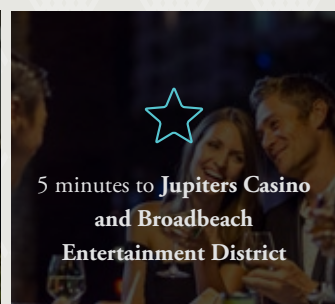 5 minutes to Jupiters Casino
and Broadbeach
Entertainment District